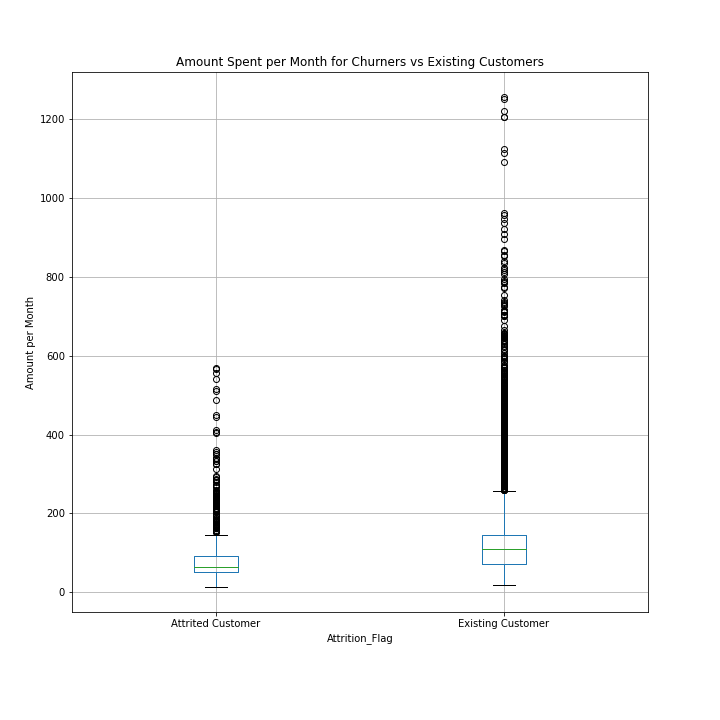 Amount Spent per Month for Churners vs Existing Customers
1200
1000
800
600
400
200
0
Amount per Month
Attrited Customer
Existing Customer
Attrition_Flag